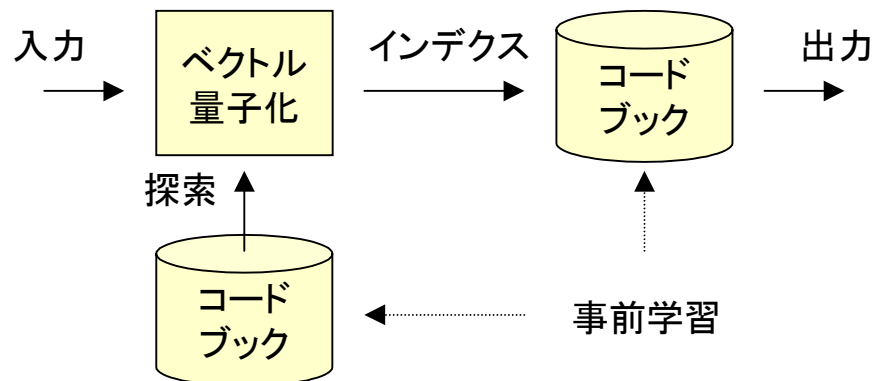 入力
ベクトル
量子化
インデクス
コード
ブック
出力
探索
コード
ブック
事前学習